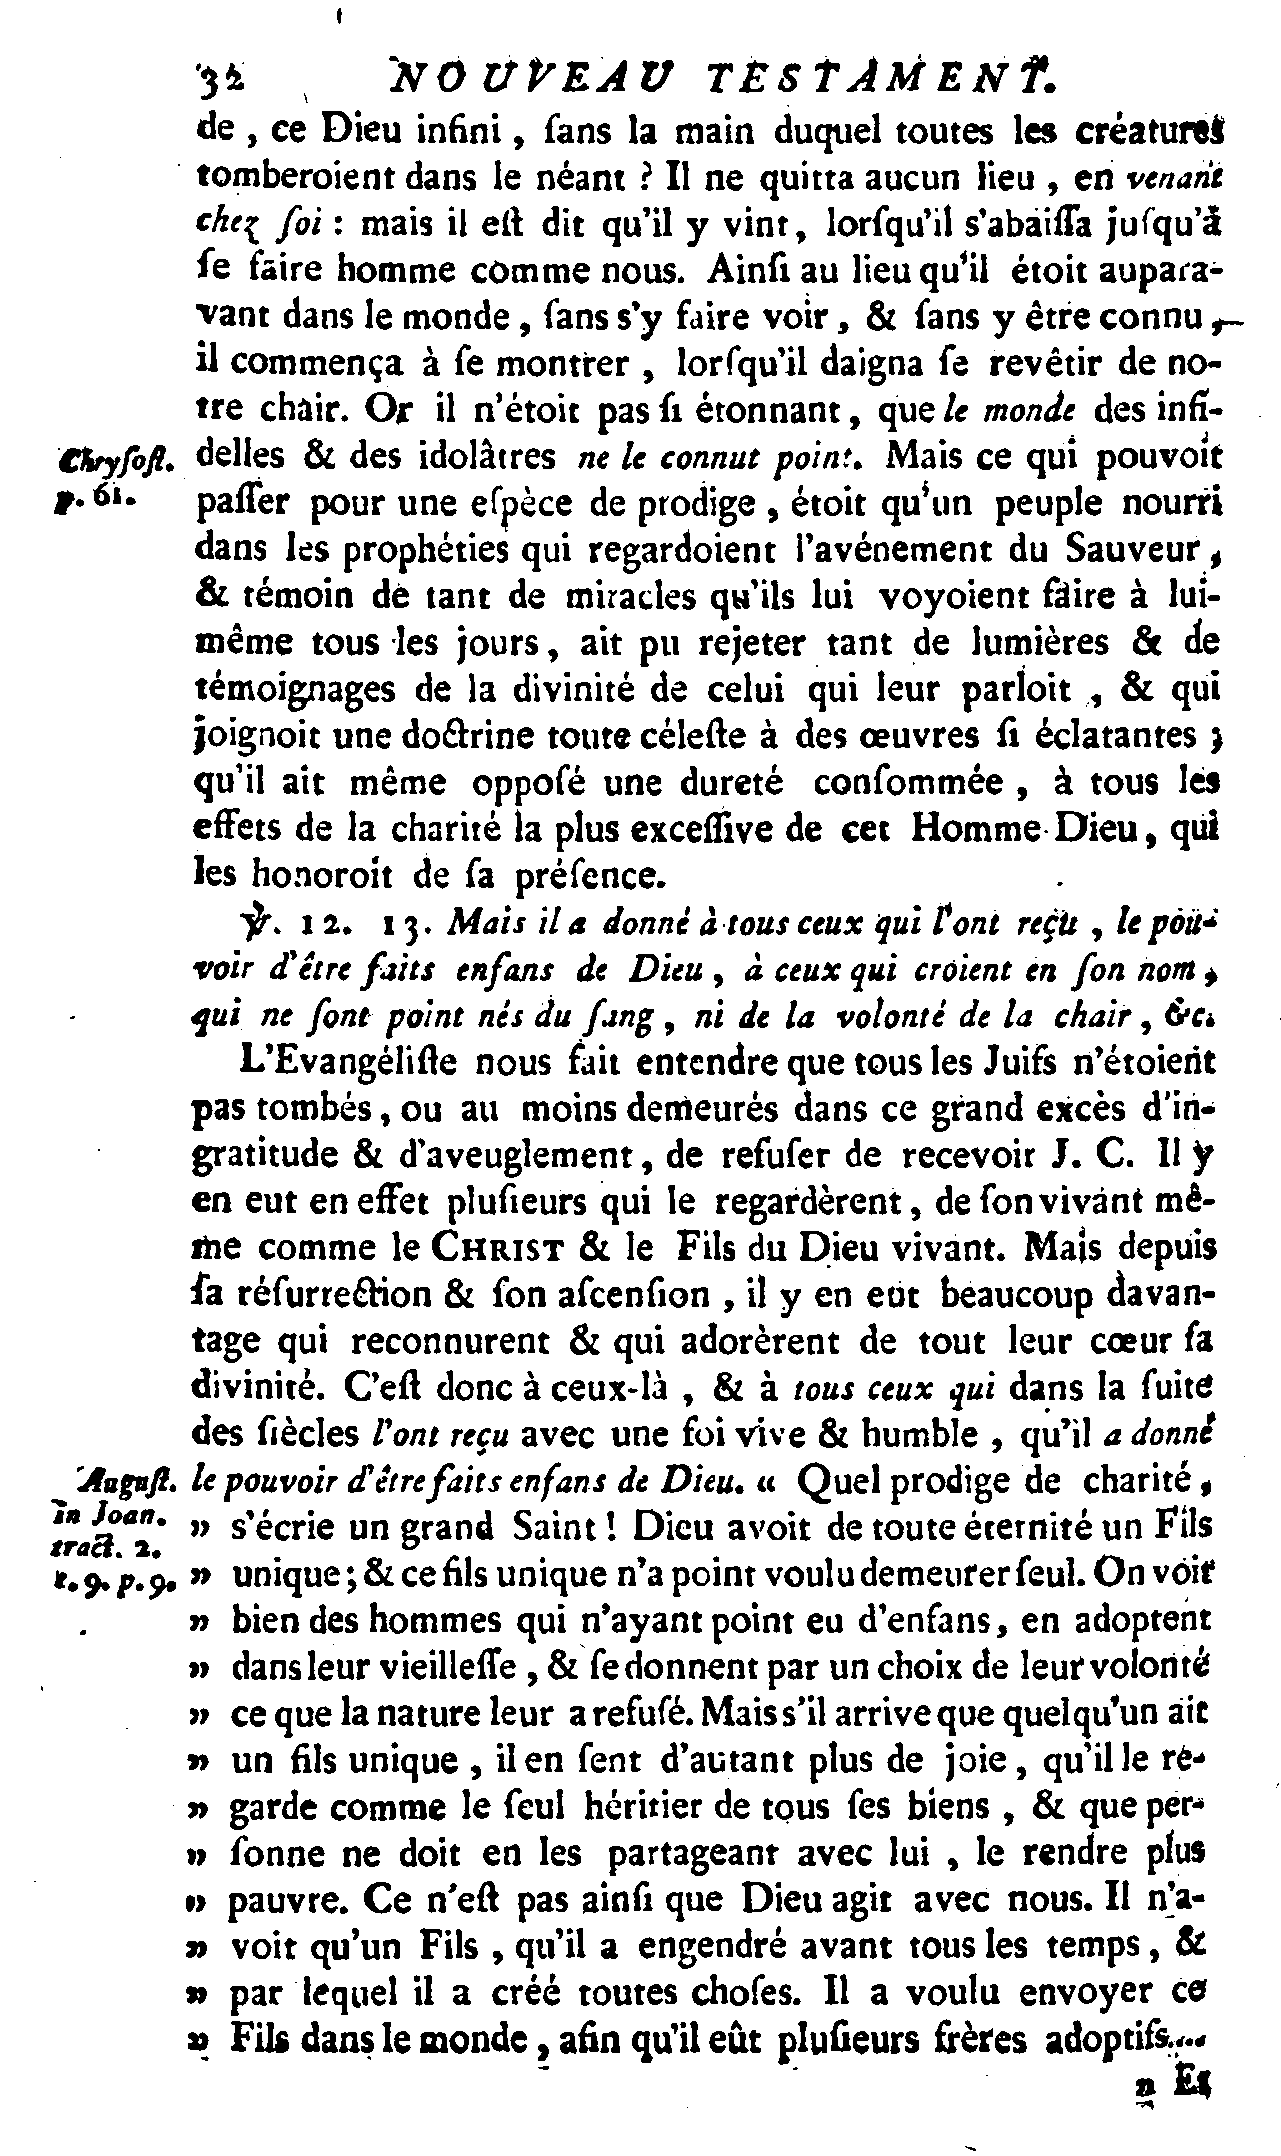 32 NOUVEAU TESTAMENT.
de, ce Dieu infini, ſans la main duquel toutes les créatures
tomberoient dans le néant ? Il ne quitta aucun lieu, en venant
chez ſoi : mais il eſt dit qu'il y vint, lorſqu'il s'abaiſſa juſqu'à
ſe faire homme comme nous. Ainſi au lieu qu'il étoit aupara-
vant dans le monde, ſans s'y faire voir, & ſans y être connu,
il commença à ſe montrer, lorſqu'il daigna ſe revêtir de no-
tre chair. Or il n'étoit pas ſi étonnant, que le monde des infi-
Chryſoſt. delles & des idolâtres ne le connut point. Mais ce qui pouvoit
p. 61. paſſer pour une eſpèce de prodige, étoit qu'un peuple nourri
dans les prophéties qui regardoient l'avénement du Sauveur,
& témoin de tant de miracles qu'ils lui voyoient faire à lui-
même tous les jours, ait pu rejeter tant de lumières & de
témoignages de la divinité de celui qui leur parloit, & qui
joignoit une doctrine toute céleſte à des œuvres ſi éclatantes ;
qu'il ait même oppoſé une dureté conſommée, à tous les
effets de la charité la plus exceſſive de cet Homme-Dieu, qui
les honoroit de ſa préſence.
℣. 12. 13. Mais il a donné à tous ceux qui l'ont reçu, le pou-
voir d'être faits enfans de Dieu, à ceux qui croient en ſon nom,
qui ne ſont point nés du ſang, ni de la volonté de la chair, &c.
L'Evangéliſte nous fait entendre que tous les Juifs n'étoient
pas tombés, ou au moins demeurés dans ce grand excès d'in-
gratitude & d'aveuglement, de refuſer de recevoir J. C. Il y
en eut en effet pluſieurs qui le regardèrent, de ſon vivant mê-
me comme le CHRIST & le Fils du Dieu vivant. Mais depuis
ſa réſurrection & ſon aſcenſion, il y en eut beaucoup davan-
tage qui reconnurent & qui adorèrent de tout leur cœur ſa
divinité. C'eſt donc à ceux-là, & à tous ceux qui dans la ſuite
des ſiècles l'ont reçu avec une foi vive & humble, qu'il a donné
Auguſt. le pouvoir d'être faits enfans de Dieu. « Quel prodige de charité,
in Joan. » s'écrie un grand Saint ! Dieu avoit de toute éternité un Fils
tract. 2.
t. 9. p. 9. » unique ; & ce fils unique n'a point voulu demeurer ſeul. On voit
» bien des hommes qui n'ayant point eu d'enfans, en adoptent
» dans leur vieilleſſe, & ſe donnent par un choix de leur volonté
» ce que la nature leur a refuſé. Mais s'il arrive que quelqu'un ait
» un fils unique, il en ſent d'autant plus de joie, qu'il le re-
» garde comme le ſeul héritier de tous ſes biens, & que per-
» ſonne ne doit en les partageant avec lui, le rendre plus
» pauvre. Ce n'eſt pas ainſi que Dieu agit avec nous. Il n'a-
» voit qu'un Fils, qu'il a engendré avant tous les temps, &
» par lequel il a créé toutes choſes. Il a voulu envoyer ce
» Fils dans le monde, afin qu'il eût pluſieurs frères adoptifs....
» Et